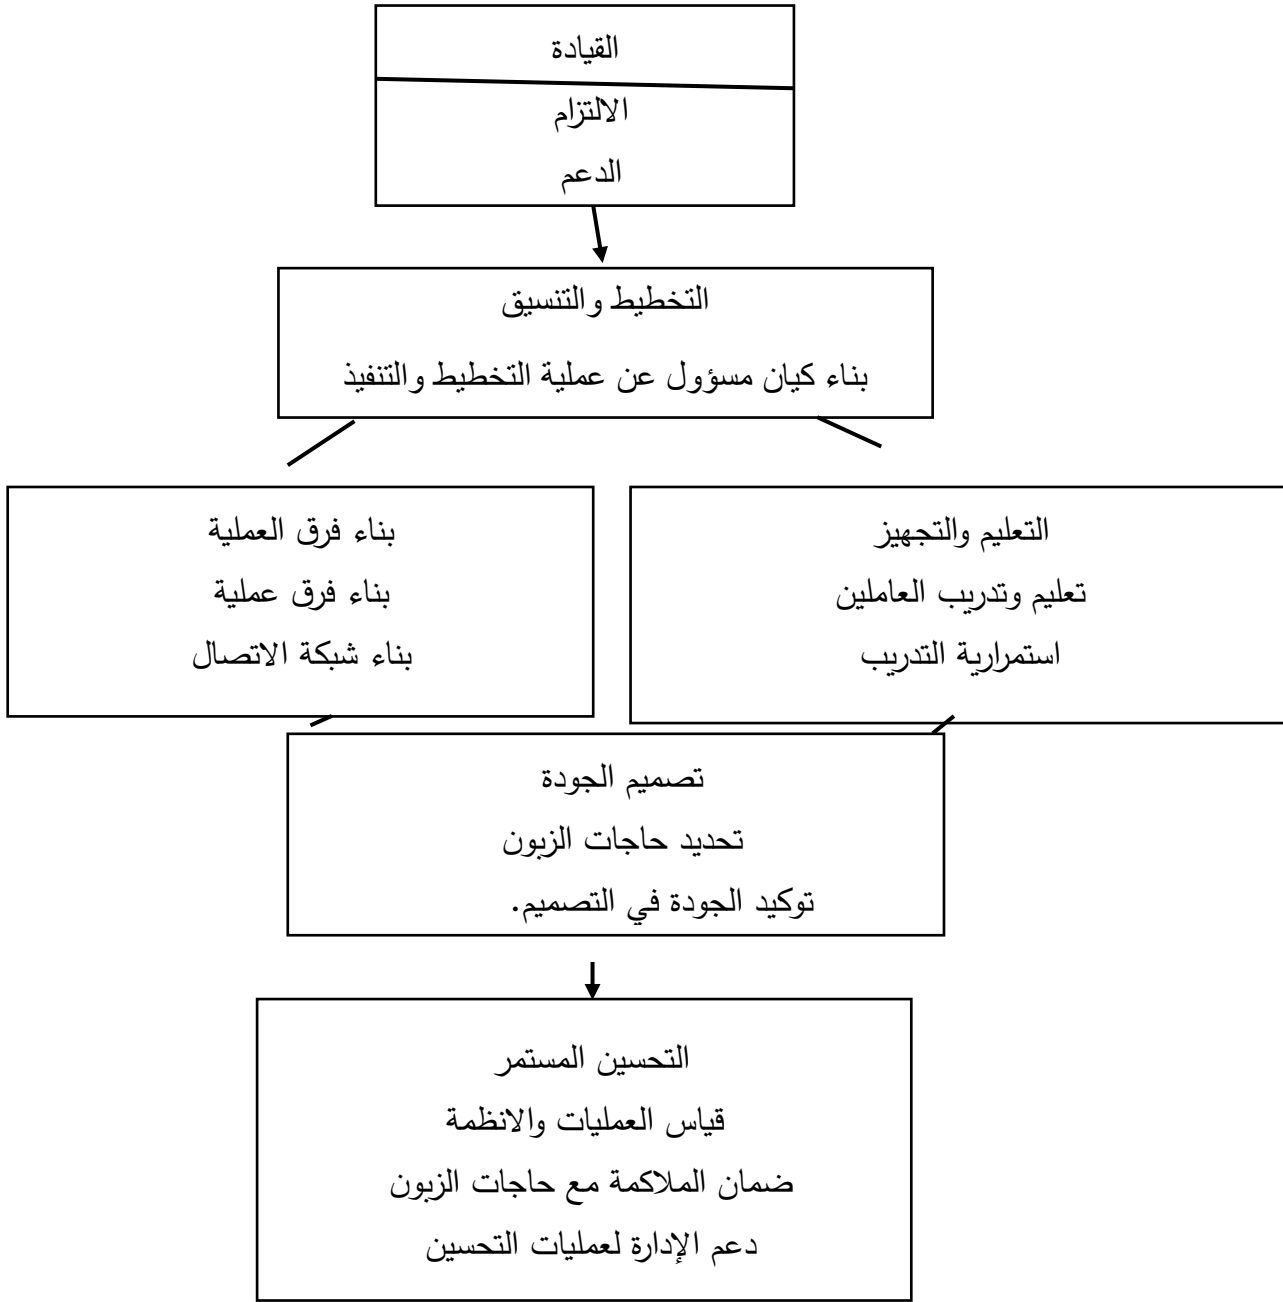 القيادة
الالتزام
الدعم
التخطيط والتنسيق
بناء كيان مسؤول عن عملية التخطيط والتنفيذ
التعليم والتجهيز
تعليم وتدريب العاملين
استمرارية التدريب
بناء فرق العملية
بناء فرق عملية
بناء شبكة الاتصال
تصميم الجودة
تحديد حاجات الزبون
توكيد الجودة في التصميم.
التحسين المستمر
قياس العمليات والانظمة
ضمان الملاكمة مع حاجات الزبون
دعم الإدارة لعمليات التحسين